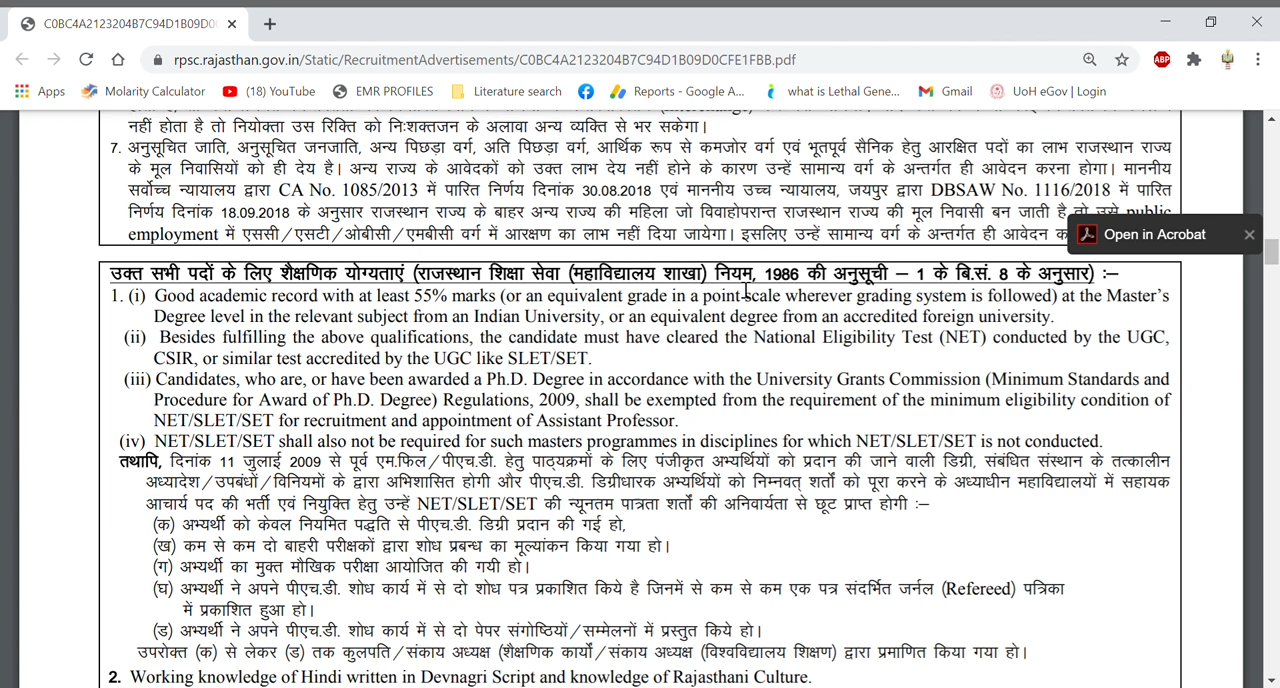 C0BC4A2123204B7C94D1B09D0
rpsc.rajasthan.gov.in/Static/RecruitmentAdvertisements/C0BC4A2123204B7C94D1B09D0CFE1FBB.pdf
ABP
Apps Molarity Calculator (18) YouTube EMR PROFILES Literature search Reports - Google A... what is Lethal Gene... Gmail UoH eGov | Login
नहीं होता है तो नियोक्ता उस रिक्ति को निःशक्तजन के अलावा अन्य व्यक्ति से भर सकेगा।
7. अनुसूचित जाति, अनुसूचित जनजाति, अन्य पिछड़ा वर्ग, अति पिछड़ा वर्ग, आर्थिक रूप से कमजोर वर्ग एवं भूतपूर्व सैनिक हेतु आरक्षित पदों का लाभ राजस्थान राज्य
के मूल निवासियों को ही देय है। अन्य राज्य के आवेदकों को उक्त लाभ देय नहीं होने के कारण उन्हें सामान्य वर्ग के अन्तर्गत ही आवेदन करना होगा। माननीय
सर्वोच्च न्यायालय द्वारा CA No. 1085/2013 में पारित निर्णय दिनांक 30.08.2018 एवं माननीय उच्च न्यायालय, जयपुर द्वारा DBSAW No. 1116/2018 में पारित
निर्णय दिनांक 18.09.2018 के अनुसार राजस्थान राज्य के बाहर अन्य राज्य की महिला जो विवाहोपरान्त राजस्थान राज्य की मूल निवासी बन जाती है तो उसे public
employment में एससी/एसटी/ओबीसी/एमबीसी वर्ग में आरक्षण का लाभ नहीं दिया जायेगा। इसलिए उन्हें सामान्य वर्ग के अन्तर्गत ही आवेदन
Open in Acrobat
उक्त सभी पदों के लिए शैक्षणिक योग्यताएं (राजस्थान शिक्षा सेवा (महाविद्यालय शाखा) नियम, 1986 की अनुसूची – 1 के बि.सं. 8 के अनुसार) :–
1. (i) Good academic record with at least 55% marks (or an equivalent grade in a point scale wherever grading system is followed) at the Master's
Degree level in the relevant subject from an Indian University, or an equivalent degree from an accredited foreign university.
(ii) Besides fulfilling the above qualifications, the candidate must have cleared the National Eligibility Test (NET) conducted by the UGC,
CSIR, or similar test accredited by the UGC like SLET/SET.
(iii) Candidates, who are, or have been awarded a Ph.D. Degree in accordance with the University Grants Commission (Minimum Standards and
Procedure for Award of Ph.D. Degree) Regulations, 2009, shall be exempted from the requirement of the minimum eligibility condition of
NET/SLET/SET for recruitment and appointment of Assistant Professor.
(iv) NET/SLET/SET shall also not be required for such masters programmes in disciplines for which NET/SLET/SET is not conducted.
तथापि, दिनांक 11 जुलाई 2009 से पूर्व एम.फिल/पीएच.डी. हेतु पाठ्यक्रमों के लिए पंजीकृत अभ्यर्थियों को प्रदान की जाने वाली डिग्री, संबंधित संस्थान के तत्कालीन
अध्यादेश/उपबंधों/विनियमों के द्वारा अभिशासित होगी और पीएच.डी. डिग्रीधारक अभ्यर्थियों को निम्नवत् शर्तों को पूरा करने के अध्याधीन महाविद्यालयों में सहायक
आचार्य पद की भर्ती एवं नियुक्ति हेतु उन्हें NET/SLET/SET की न्यूनतम पात्रता शर्तों की अनिवार्यता से छूट प्राप्त होगी :–
(क) अभ्यर्थी को केवल नियमित पद्धति से पीएच.डी. डिग्री प्रदान की गई हो,
(ख) कम से कम दो बाहरी परीक्षकों द्वारा शोध प्रबन्ध का मूल्यांकन किया गया हो।
(ग) अभ्यर्थी का मुक्त मौखिक परीक्षा आयोजित की गयी हो।
(घ) अभ्यर्थी ने अपने पीएच.डी. शोध कार्य में से दो शोध पत्र प्रकाशित किये है जिनमें से कम से कम एक पत्र संदर्भित जर्नल (Refereed) पत्रिका
में प्रकाशित हुआ हो।
(ड) अभ्यर्थी ने अपने पीएच.डी. शोध कार्य में से दो पेपर संगोष्ठियों/सम्मेलनों में प्रस्तुत किये हो।
उपरोक्त (क) से लेकर (ड) तक कुलपति/संकाय अध्यक्ष (शैक्षणिक कार्यो/संकाय अध्यक्ष (विश्वविद्यालय शिक्षण) द्वारा प्रमाणित किया गया हो।
2. Working knowledge of Hindi written in Devnagri Script and knowledge of Rajasthani Culture.